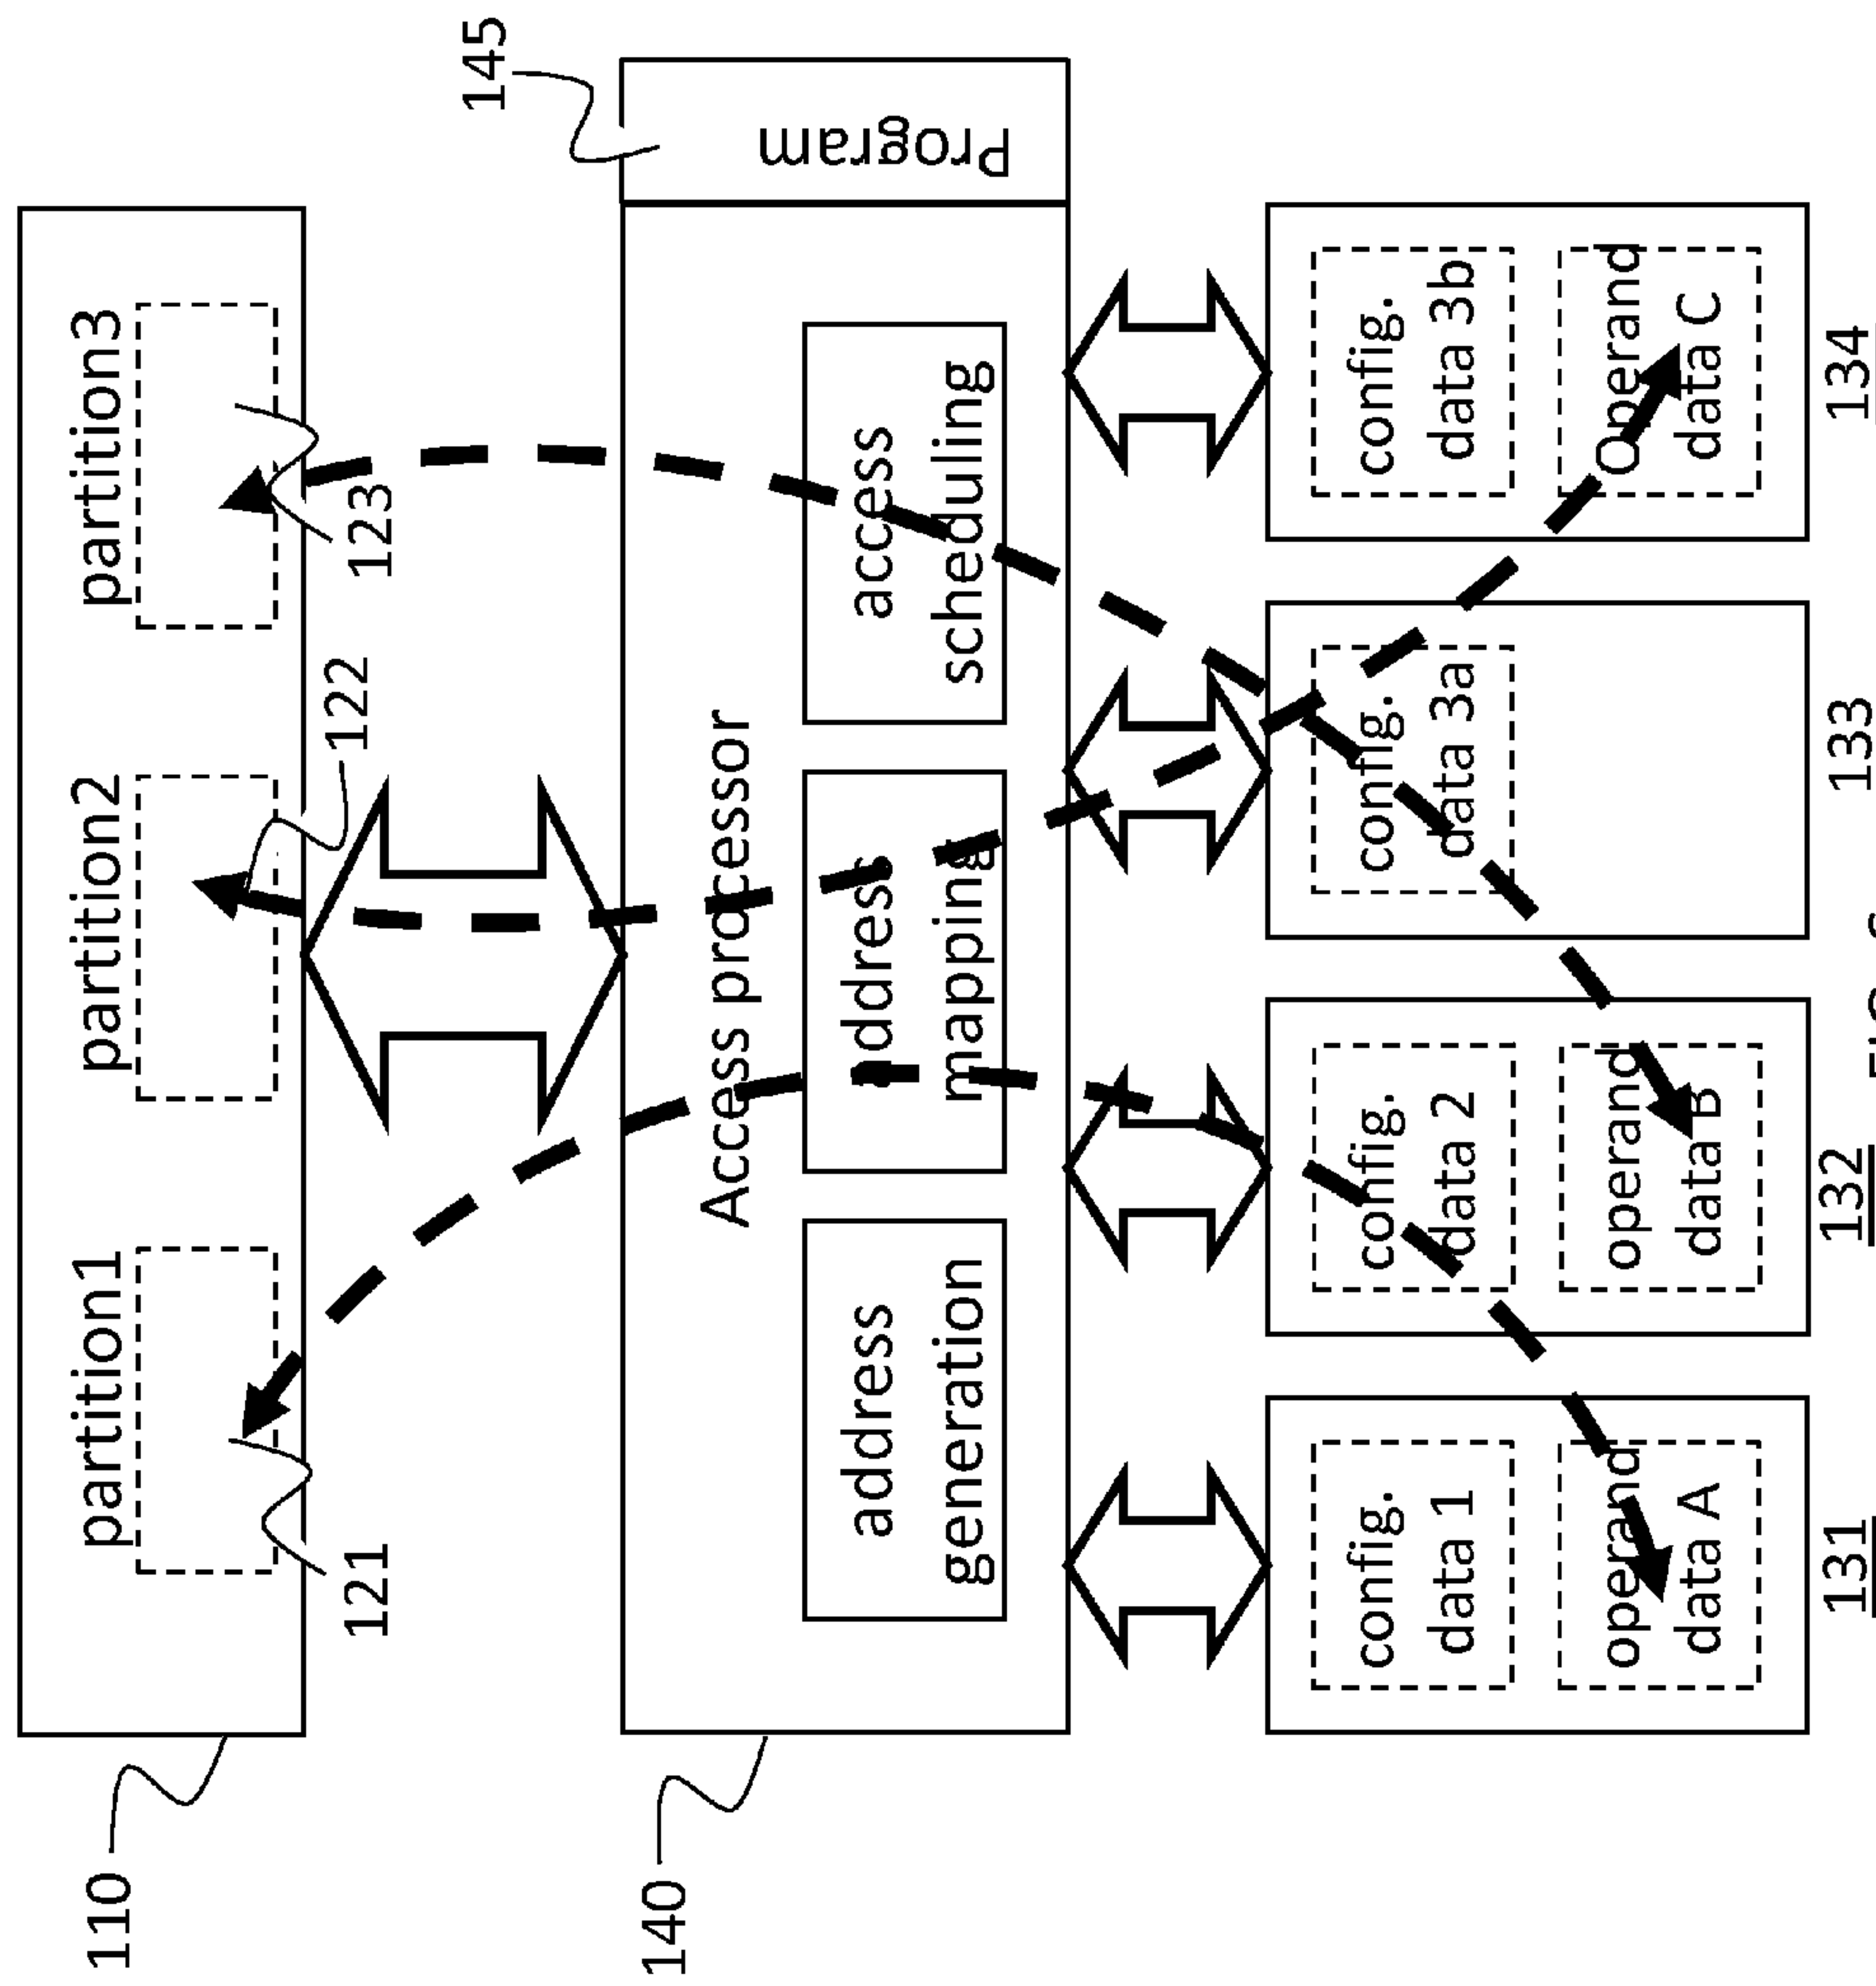 110
partition1
partition2
partition3
121
122
123
145
140
Access processor
address
generation
address
mapping
access
scheduling
Program
config.
data 1
operand
data A
config.
data 2
operand
data B
config.
data 3a
config.
data 3b
Operand
data C
131
132
133
134